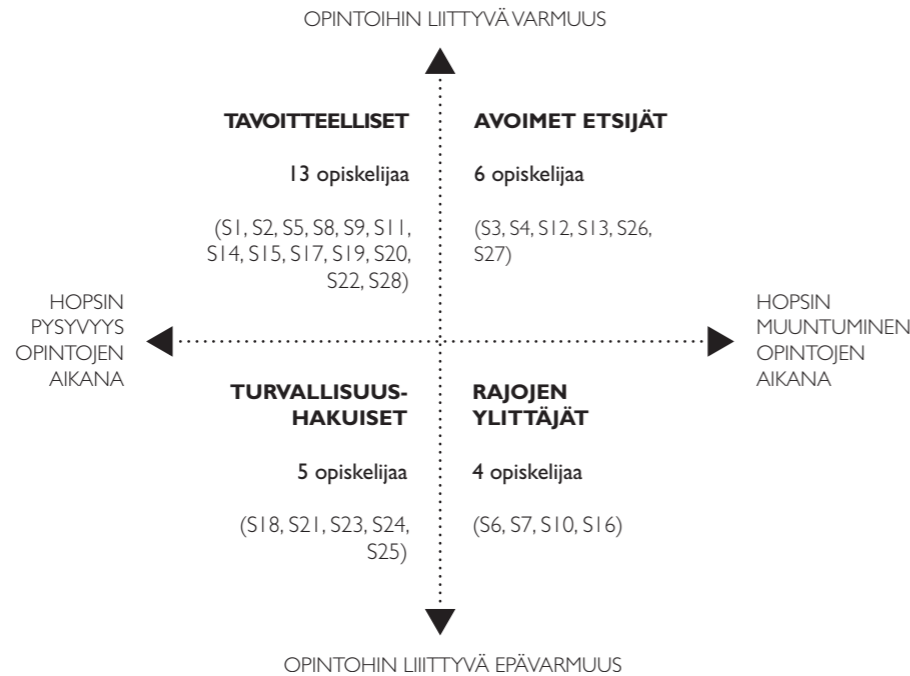 OPINTOIHIN LIITTYVÄ VARMUUS
TAVOITTEELLISET
13 opiskelijaa
(S1, S2, S5, S8, S9, S11,
S14, S15, S17, S19, S20,
S22, S28)
AVOIMET ETSIJÄT
6 opiskelijaa
(S3, S4, S12, S13, S26,
S27)
HOPSIN
PYSYVYYS
OPINTOJEN
AIKANA
HOPSIN
MUUNTUMINEN
OPINTOJEN
AIKANA
TURVALLISUUS-
HAKUISET
5 opiskelijaa
(S18, S21, S23, S24,
S25)
RAJOJEN
YLITTÄJÄT
4 opiskelijaa
(S6, S7, S10, S16)
OPINTOHIN LIIITTYVÄ EPÄVARMUUS